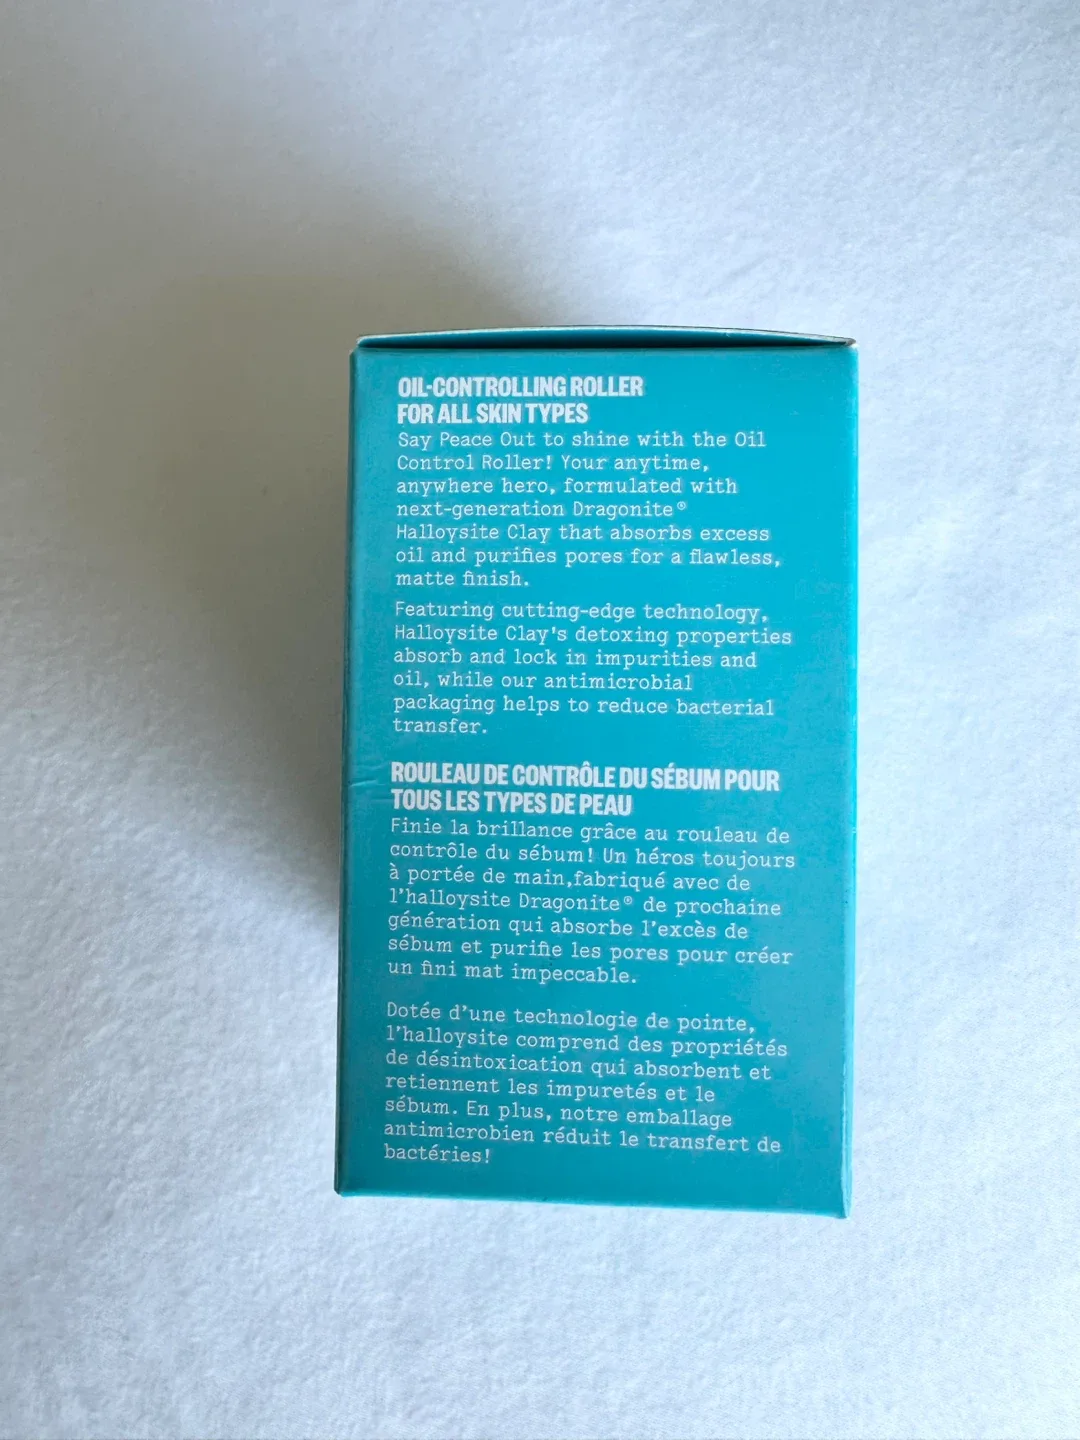 OIL-CONTROLLING ROLLER
FOR ALL SKIN TYPES
Say Peace Out to shine with the Oil
Control Roller! Your anytime,
anywhere hero, formulated with
next-generation Dragonite®
Halloysite Clay that absorbs excess
oil and purifies pores for a flawless,
matte finish.
Featuring cutting-edge technology,
Halloysite Clay's detoxing properties
absorb and lock in impurities and
oil, while our antimicrobial
packaging helps to reduce bacterial
transfer.
ROULEAU DE CONTRÔLE DU SÉBUM POUR
TOUS LES TYPES DE PEAU
Finie la brillance grâce au rouleau de
contrôle du sébum! Un héros toujours
à portée de main,fabriqué avec de
l'halloysite Dragonite® de prochaine
génération qui absorbe l'excès de
sébum et purifie les pores pour créer
un fini mat impeccable.
Dotée d'une technologie de pointe,
l'halloysite comprend des propriétés
de désintoxication qui absorbent et
retiennent les impuretés et le
sébum. En plus, notre emballage
antimicrobien réduit le transfert de
bactéries!